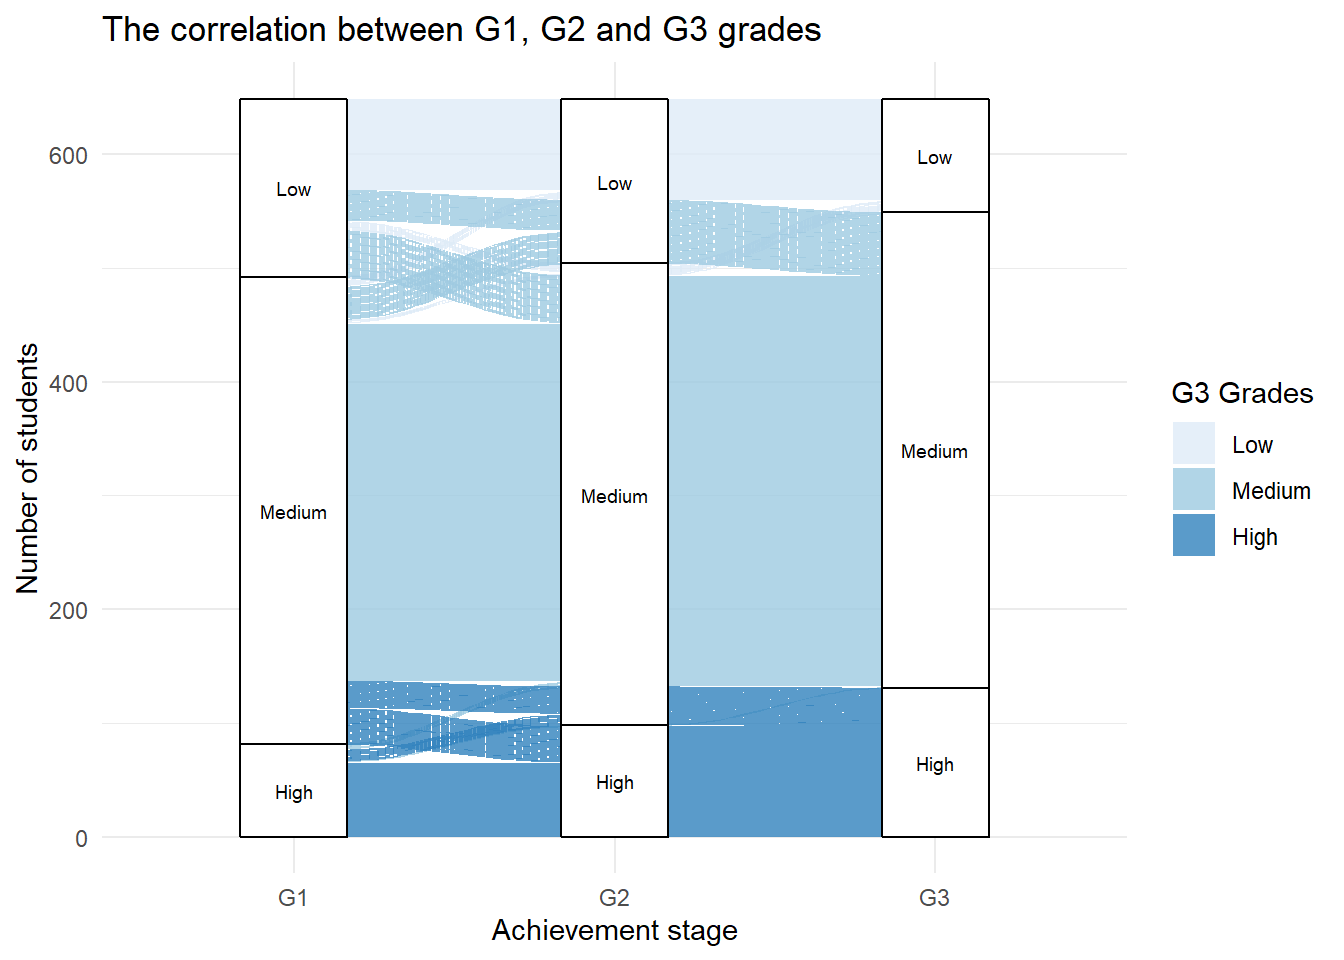 The correlation between G1, G2 and G3 grades
Number of students
600
400
200
0
Low
Medium
High
Low
Medium
High
Low
Medium
High
G1
G2
G3
Achievement stage
G3 Grades
Low
Medium
High